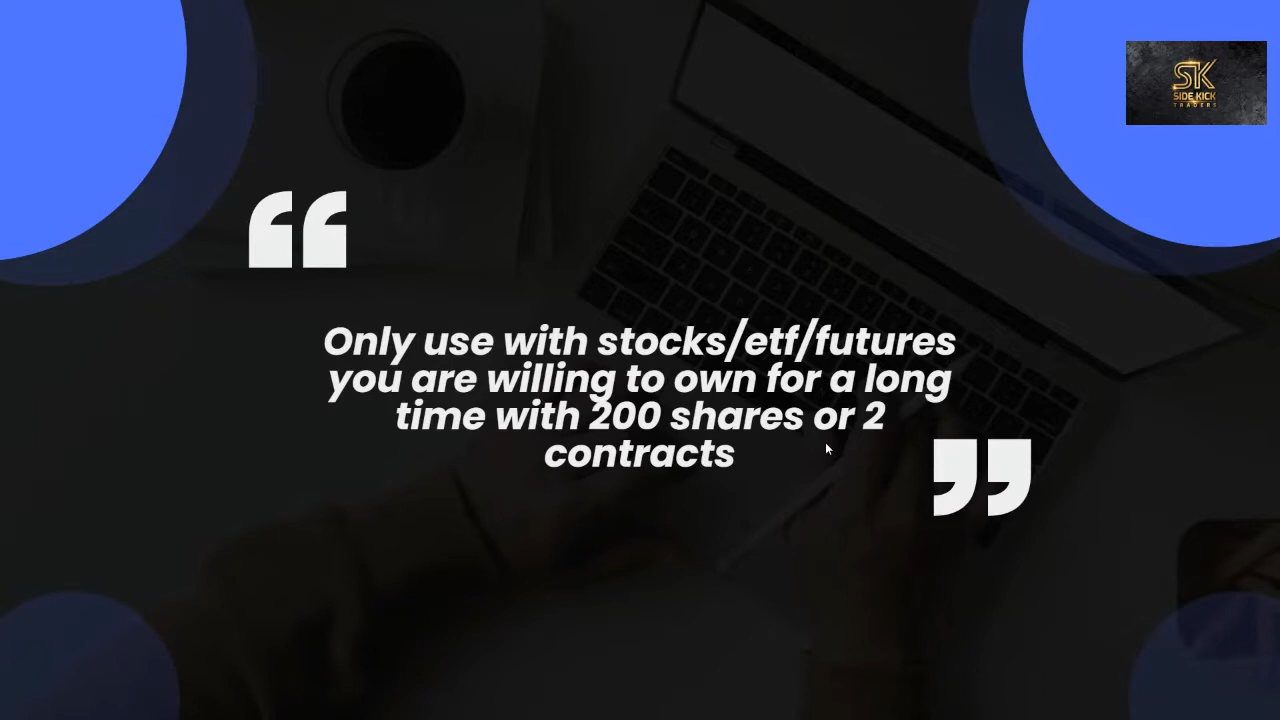 SK
SIDE KICK
TRADERS
“
Only use with stocks/etf/futures
you are willing to own for a long
time with 200 shares or 2
contracts
”